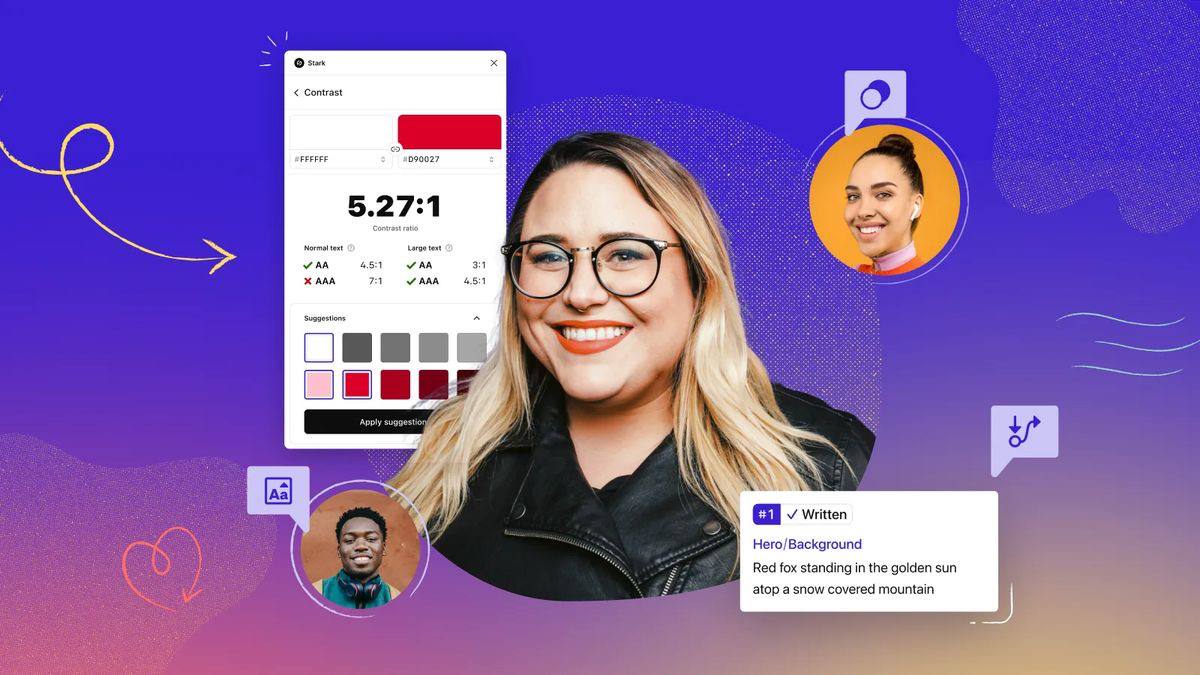 Stark
Contrast
#FFFFFF
#D90027
5.27:1
Contrast ratio
Normal text
Large text
AA 4.5:1
AA 3:1
AAA 7:1
AAA 4.5:1
Suggestions
Apply suggestion
Aa
#1 Written
Hero/Background
Red fox standing in the golden sun
atop a snow covered mountain